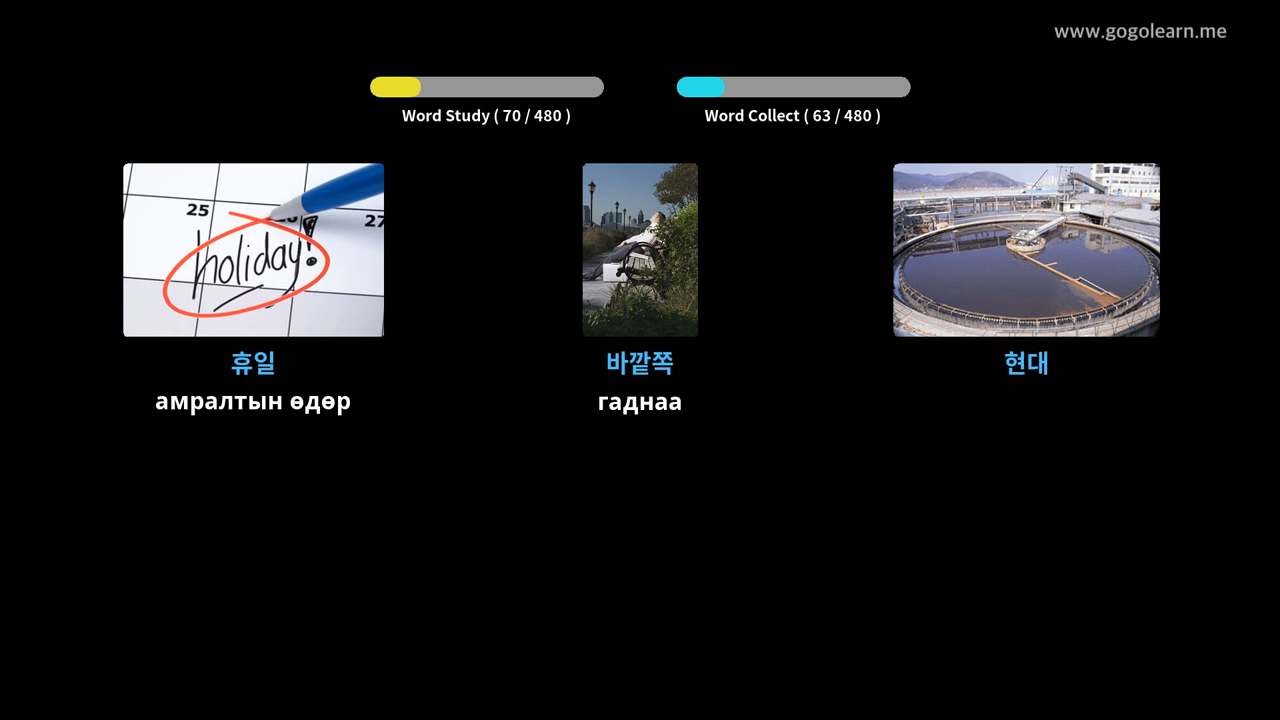 www.gogolearn.me
Word Study ( 70 / 480 )
Word Collect ( 63 / 480 )
25
27
holiday!
휴일
바깥쪽
현대
амралтын өдөр
гаднаа